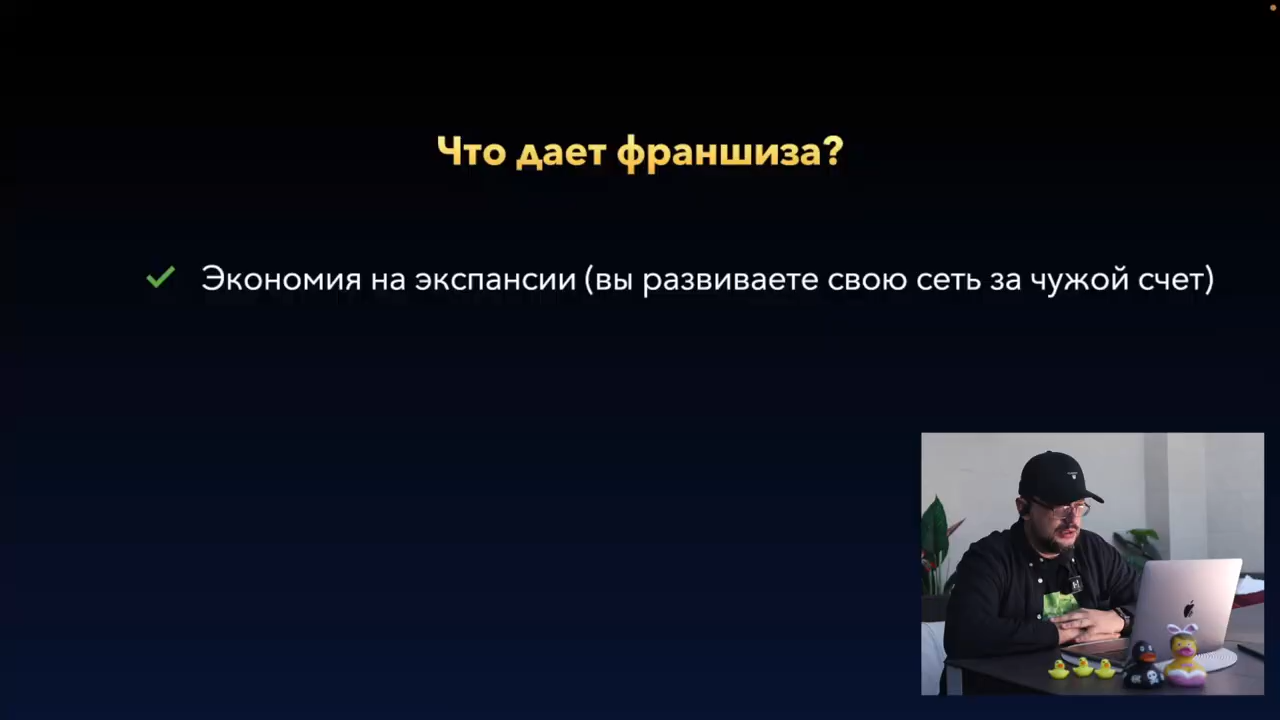 Что дает франшиза?
Экономия на экспансии (вы развиваете свою сеть за чужой счет)